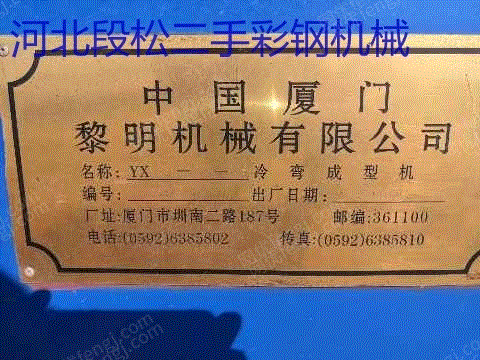 河北段松二手彩钢机械
中国厦门
黎明机械有限公司
名称: YX — — 冷弯成型机
编号: 出厂日期:
厂址:厦门市圳南二路187号 邮编:361100
电话:(0592)6385802 传真:(0592)6385810